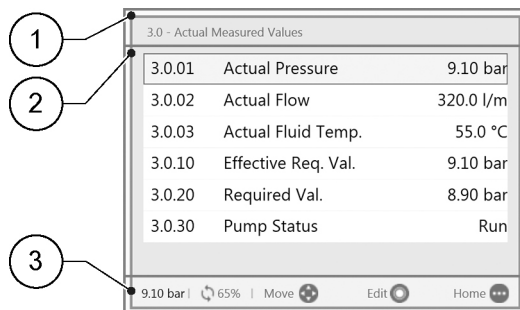 1
3.0 - Actual Measured Values
2
3.0.01 Actual Pressure 9.10 bar
3.0.02 Actual Flow 320.0 l/m
3.0.03 Actual Fluid Temp. 55.0 °C
3.0.10 Effective Req. Val. 9.10 bar
3.0.20 Required Val. 8.90 bar
3.0.30 Pump Status Run
3
9.10 bar | 65% | Move Edit Home